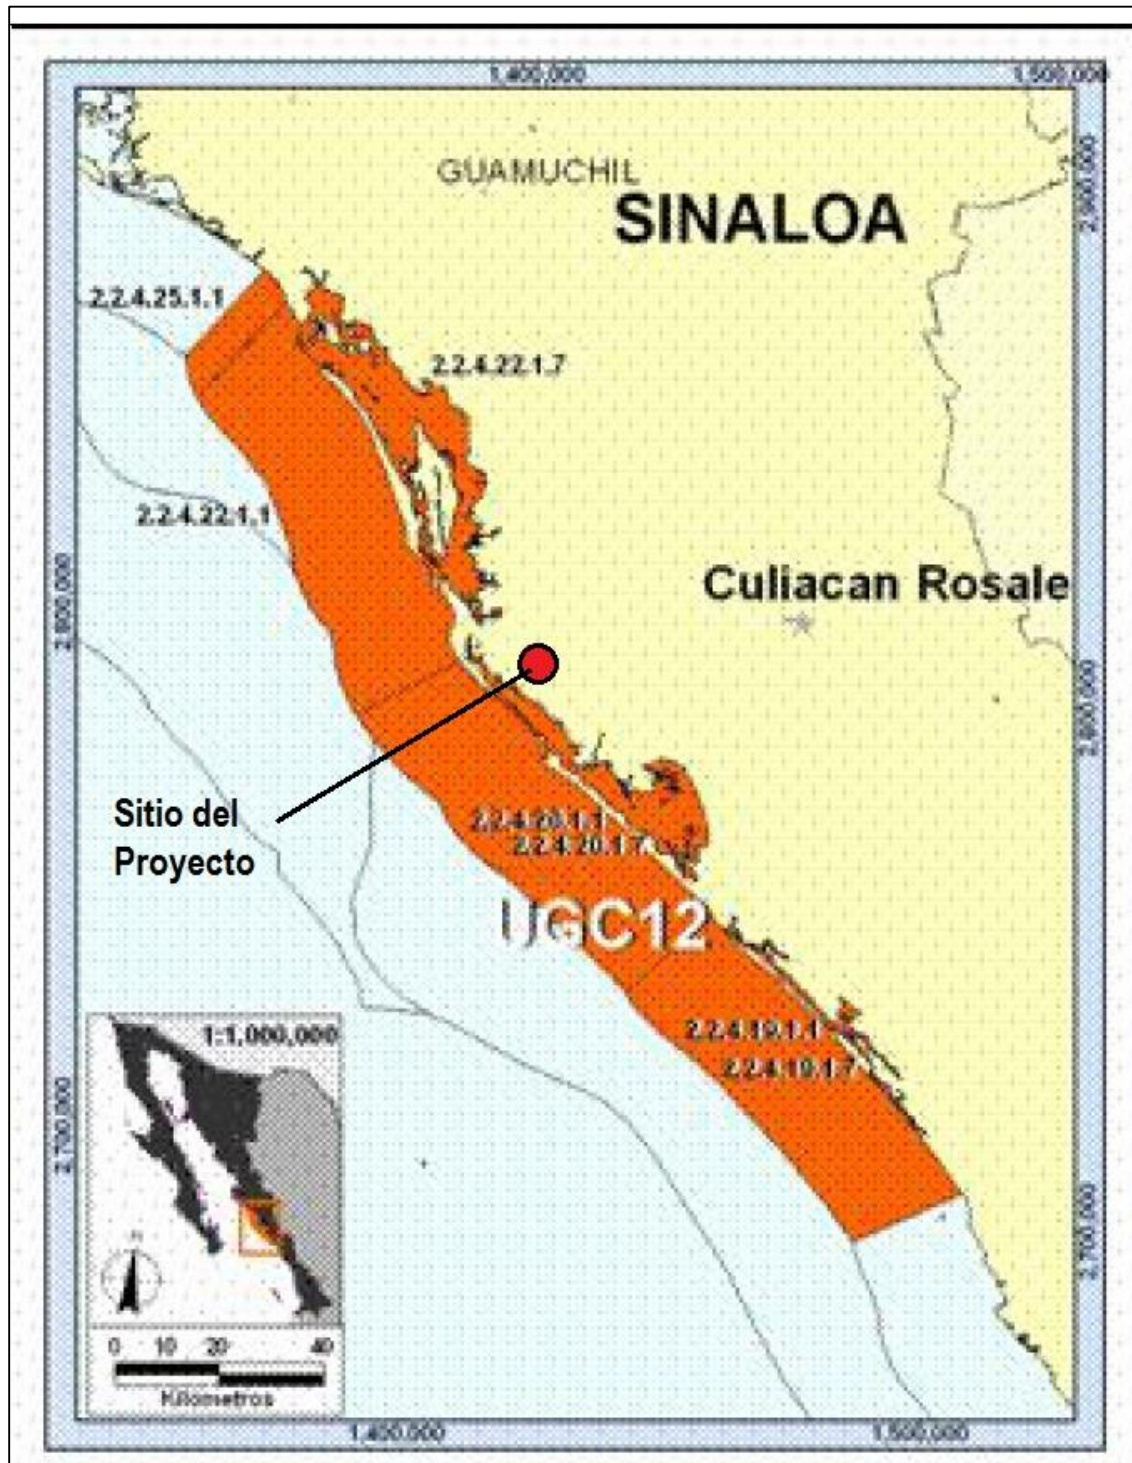 1,400,000
1,500,000
2,900,000
GUAMUCHIL
SINALOA
2.2.4.25.1.1
2.2.4.22.1.7
2.2.4.22.1.1
Culiacan Rosale
2,800,000
2,800,000
Sitio del
Proyecto
2.2.4.20.1.1
2.2.4.20.1.7
UGC12
2.2.4.19.1.1
2.2.4.19.1.7
1:1,000,000
2,700,000
2,700,000
0 10 20 40
Kilometros
1,400,000
1,500,000